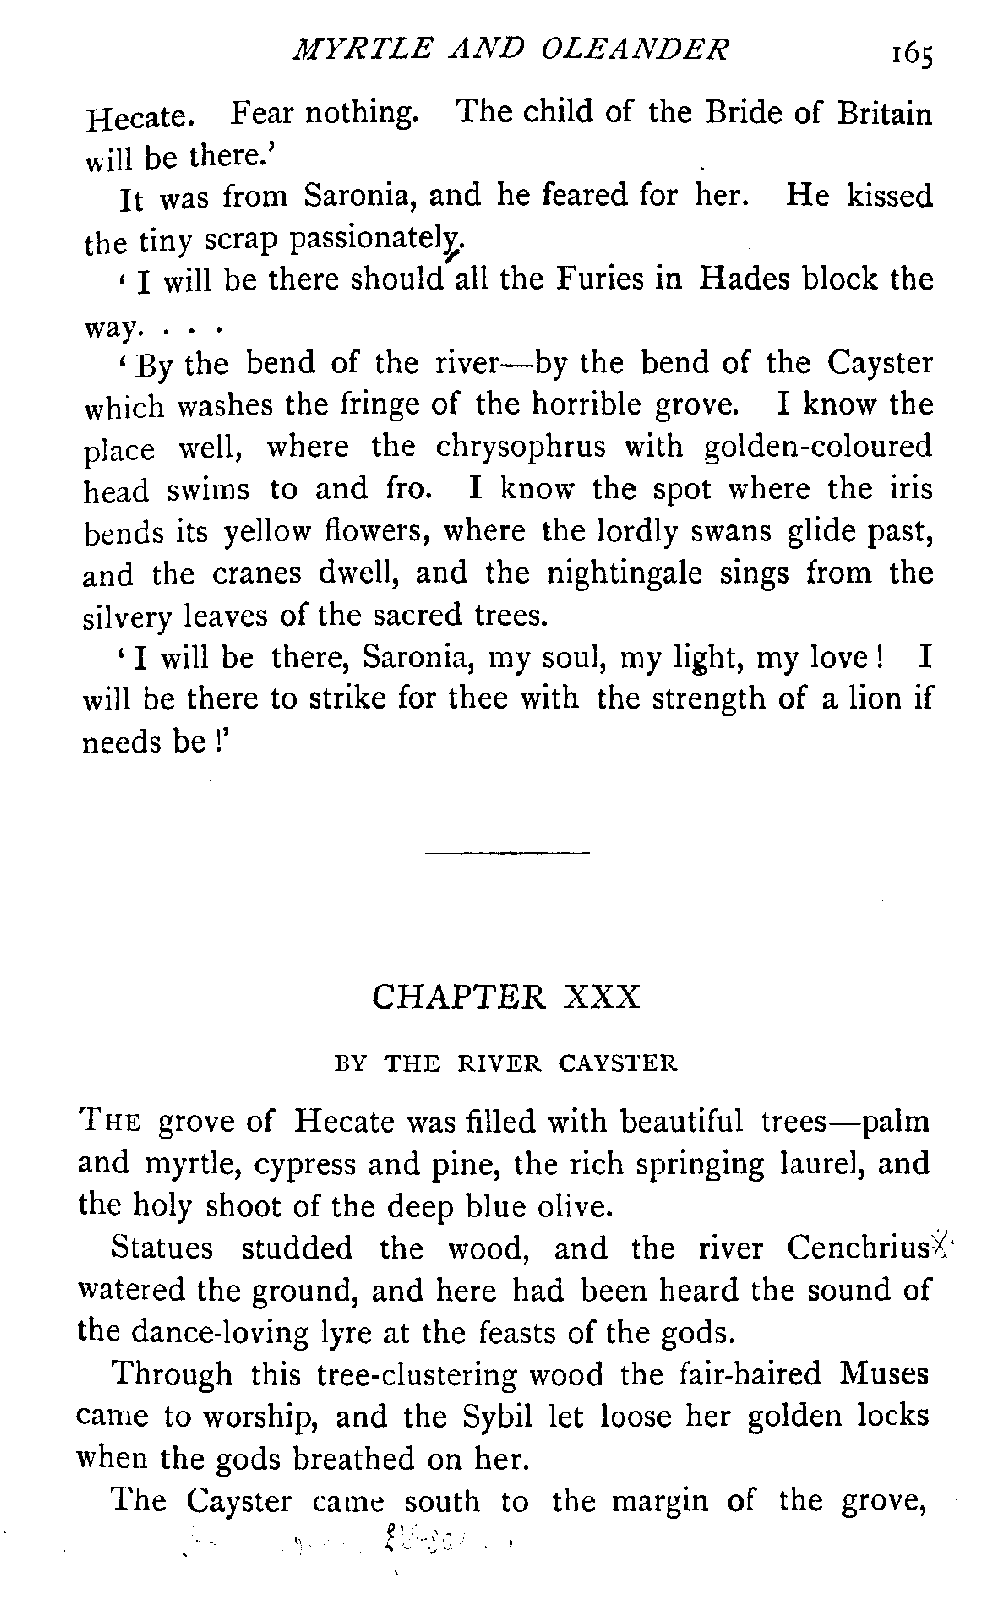 MYRTLE AND OLEANDER 165
Hecate. Fear nothing. The child of the Bride of Britain
will be there.’
It was from Saronia, and he feared for her. He kissed
the tiny scrap passionately.
‘ I will be there should all the Furies in Hades block the
way. . . .
‘ By the bend of the river—by the bend of the Cayster
which washes the fringe of the horrible grove. I know the
place well, where the chrysophrus with golden-coloured
head swims to and fro. I know the spot where the iris
bends its yellow flowers, where the lordly swans glide past,
and the cranes dwell, and the nightingale sings from the
silvery leaves of the sacred trees.
‘ I will be there, Saronia, my soul, my light, my love ! I
will be there to strike for thee with the strength of a lion if
needs be !’
CHAPTER XXX
BY THE RIVER CAYSTER
THE grove of Hecate was filled with beautiful trees—palm
and myrtle, cypress and pine, the rich springing laurel, and
the holy shoot of the deep blue olive.
Statues studded the wood, and the river Cenchrius
watered the ground, and here had been heard the sound of
the dance-loving lyre at the feasts of the gods.
Through this tree-clustering wood the fair-haired Muses
came to worship, and the Sybil let loose her golden locks
when the gods breathed on her.
The Cayster came south to the margin of the grove,